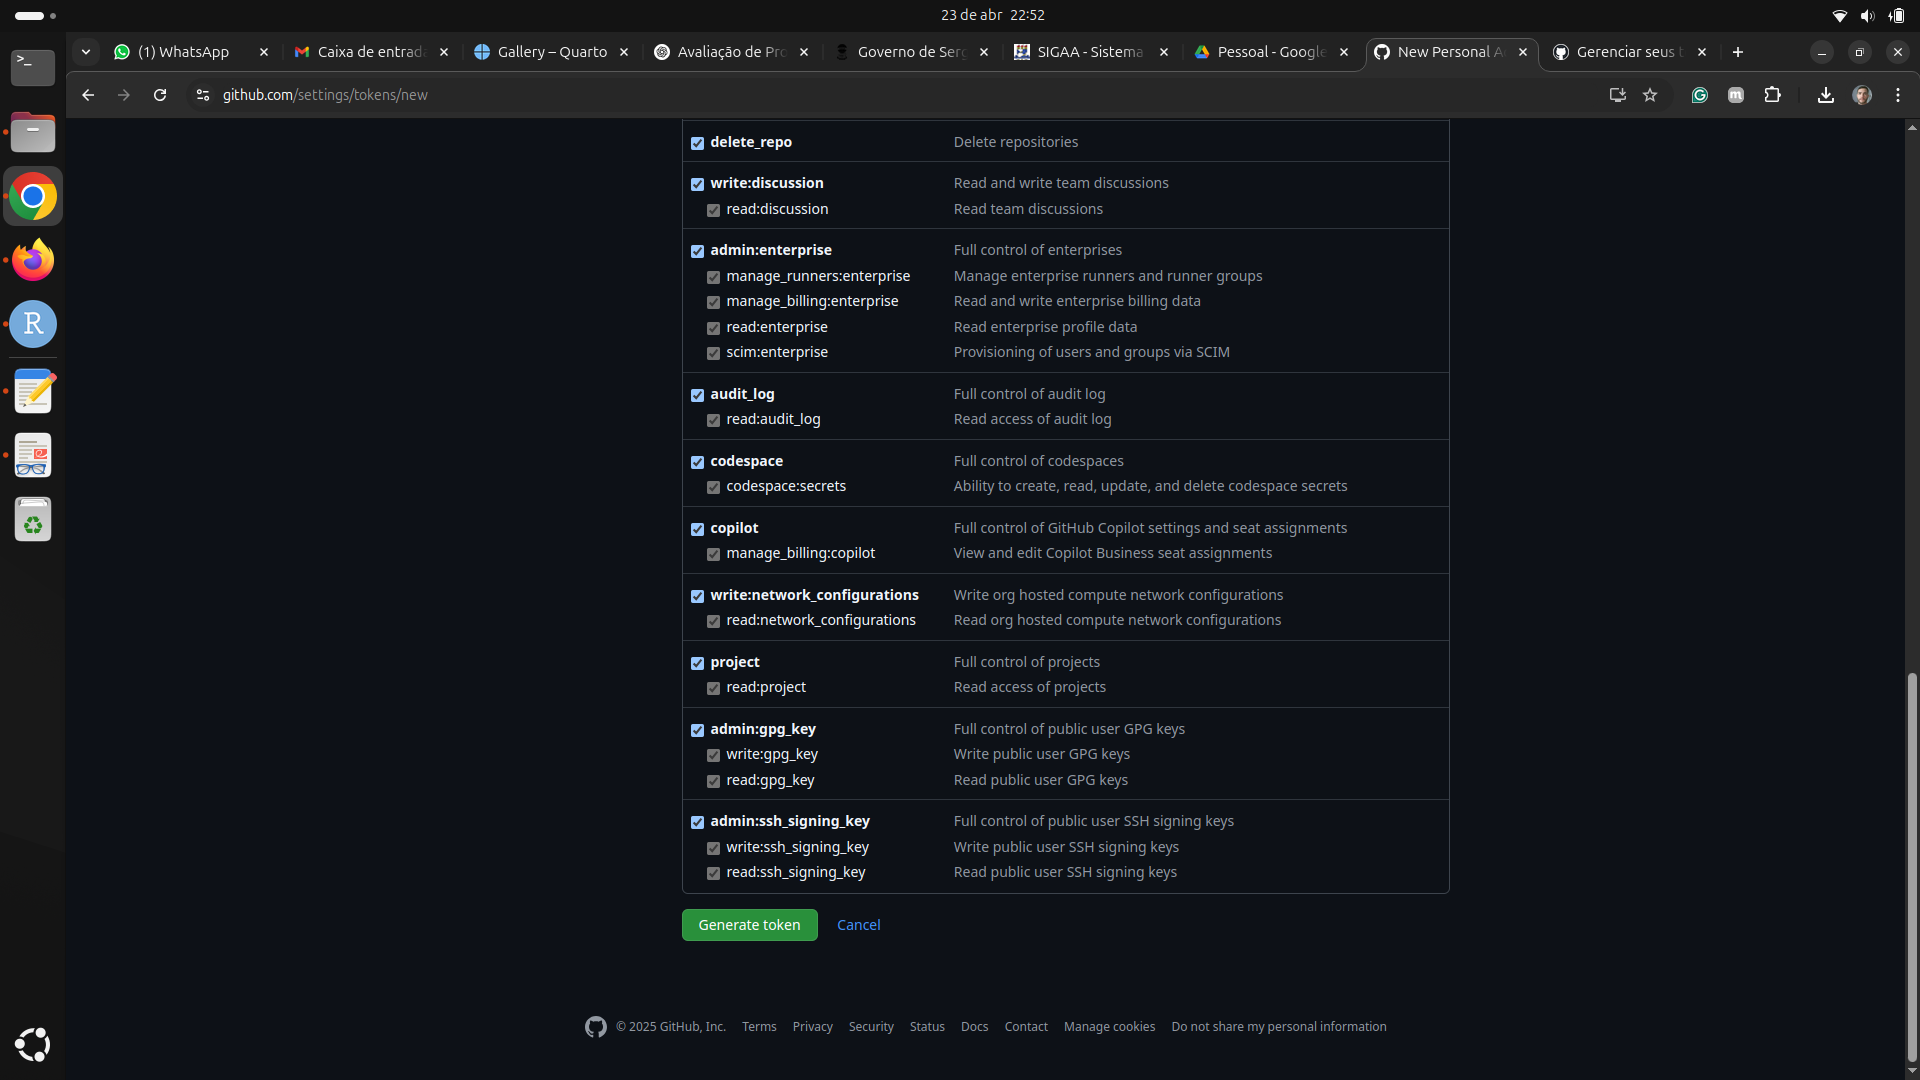 23 de abr 22:52
(1) WhatsApp
Caixa de entrada
Gallery – Quarto
Avaliação de Pro
Governo de Serg
SIGAA - Sistema
Pessoal - Google
New Personal A
Gerenciar seus t
github.com/settings/tokens/new
delete_repo Delete repositories
write:discussion Read and write team discussions
read:discussion Read team discussions
admin:enterprise Full control of enterprises
manage_runners:enterprise Manage enterprise runners and runner groups
manage_billing:enterprise Read and write enterprise billing data
read:enterprise Read enterprise profile data
scim:enterprise Provisioning of users and groups via SCIM
audit_log Full control of audit log
read:audit_log Read access of audit log
codespace Full control of codespaces
codespace:secrets Ability to create, read, update, and delete codespace secrets
copilot Full control of GitHub Copilot settings and seat assignments
manage_billing:copilot View and edit Copilot Business seat assignments
write:network_configurations Write org hosted compute network configurations
read:network_configurations Read org hosted compute network configurations
project Full control of projects
read:project Read access of projects
admin:gpg_key Full control of public user GPG keys
write:gpg_key Write public user GPG keys
read:gpg_key Read public user GPG keys
admin:ssh_signing_key Full control of public user SSH signing keys
write:ssh_signing_key Write public user SSH signing keys
read:ssh_signing_key Read public user SSH signing keys
Generate token Cancel
© 2025 GitHub, Inc. Terms Privacy Security Status Docs Contact Manage cookies Do not share my personal information